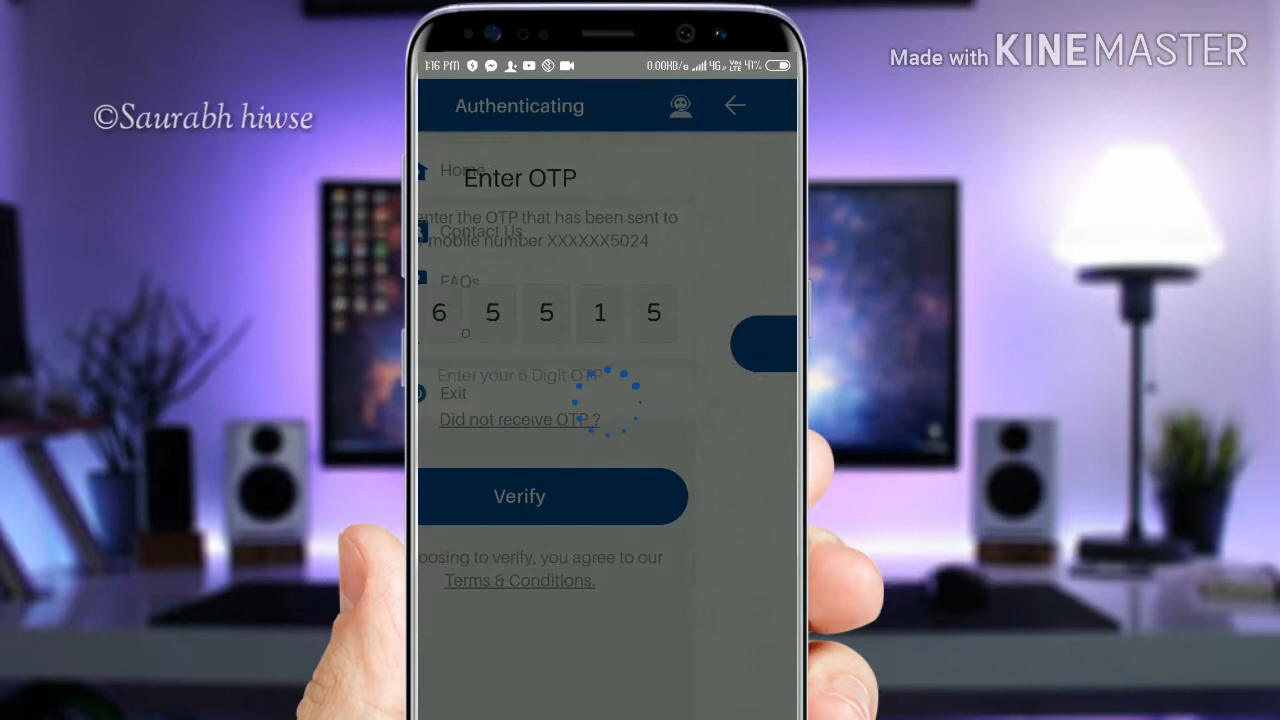 Made with KINEMASTER
©Saurabh hiwse
1:16 PM 0.00KB/s 4G Vo LTE 41%
Authenticating
Home
Enter OTP
enter the OTP that has been sent to
Contact Us
mobile number XXXXXX5024
FAQs
6 5 5 1 5
Enter your 6 Digit OTP
Exit
Did not receive OTP ?
Verify
oosing to verify, you agree to our
Terms & Conditions.